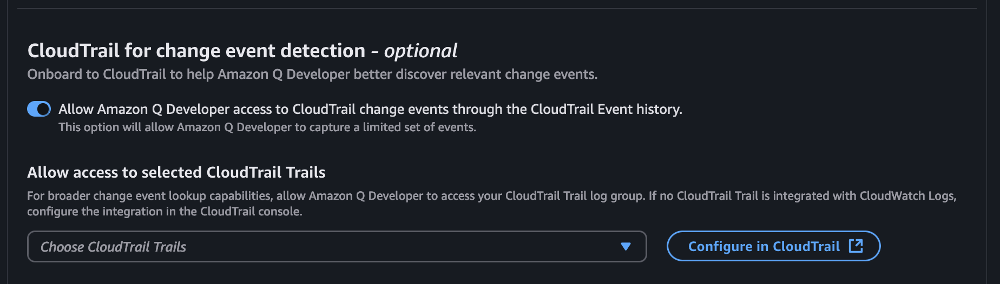 CloudTrail for change event detection - optional
Onboard to CloudTrail to help Amazon Q Developer better discover relevant change events.
Allow Amazon Q Developer access to CloudTrail change events through the CloudTrail Event history.
This option will allow Amazon Q Developer to capture a limited set of events.
Allow access to selected CloudTrail Trails
For broader change event lookup capabilities, allow Amazon Q Developer to access your CloudTrail Trail log group. If no CloudTrail Trail is integrated with CloudWatch Logs,
configure the integration in the CloudTrail console.
Choose CloudTrail Trails
Configure in CloudTrail